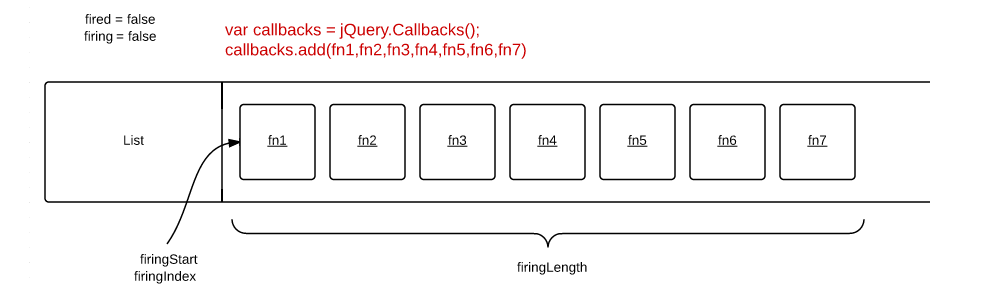 fired = false
firing = false
var callbacks = jQuery.Callbacks();
callbacks.add(fn1,fn2,fn3,fn4,fn5,fn6,fn7)
List
fn1
fn2
fn3
fn4
fn5
fn6
fn7
firingStart
firingIndex
firingLength